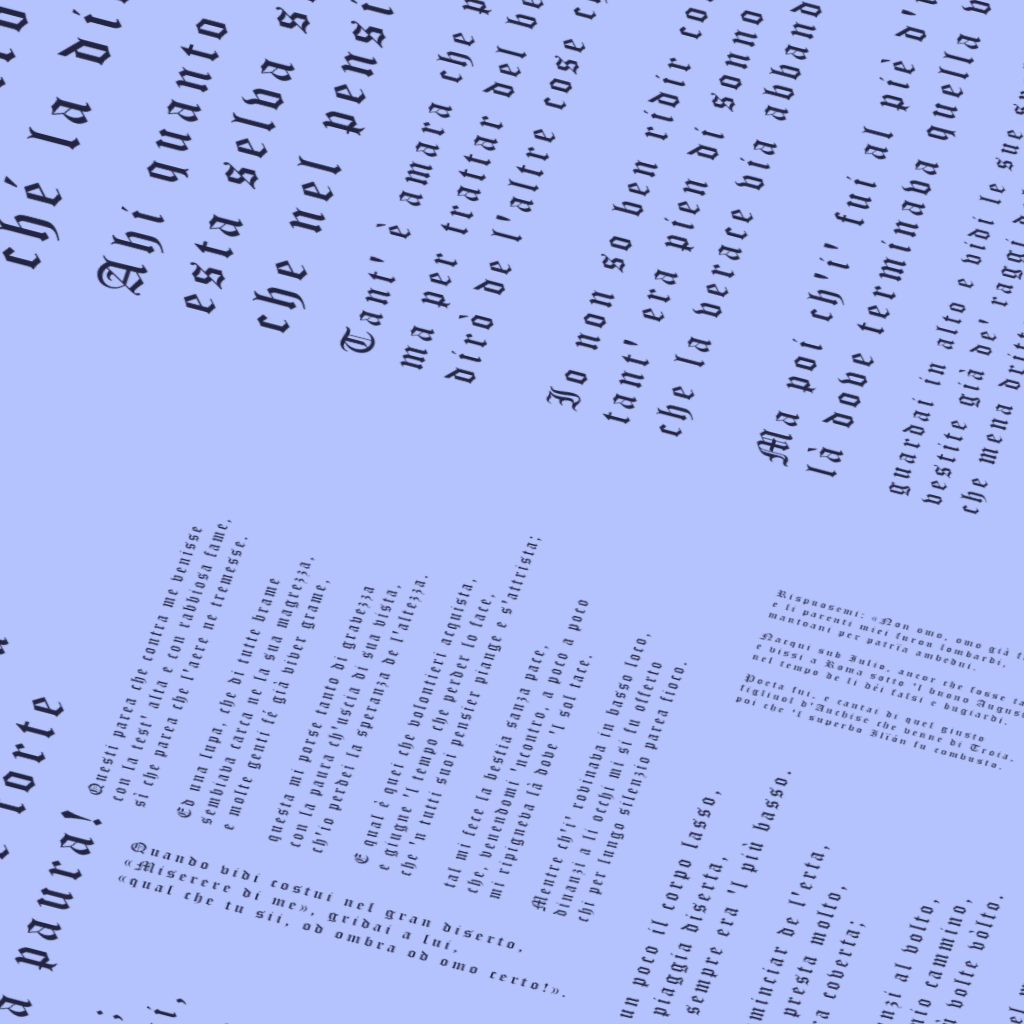 ché la
Ahi quanto
esta selva
che nel
Tant' è amara che
ma per trattar del
dirò de l'altre cose
Io non so ben ridir
tant' era pien di sonno
che la verace via
Ma poi ch'i' fui al piè
là dove terminava quella
guardai in alto e vidi le sue
vestite già de' raggi
che mena
Questi parea che contra me venisse
con la test' alta e con rabbiosa fame,
sì che parea che l'aere ne tremesse.
Ed una lupa, che di tutte brame
sembiava carca ne la sua magrezza,
e molte genti fé già viver grame,
questa mi porse tanto di gravezza
con la paura ch'uscia di sua vista,
ch'io perdei la speranza de l'altezza.
E qual è quei che volontieri acquista,
e giugne 'l tempo che perder lo face,
che 'n tutti suoi pensier piange e s'attrista;
tal mi fece la bestia sanza pace,
che, venendomi 'ncontro, a poco a poco
mi ripigneva là dove 'l sol tace.
Mentre ch'i' rovinava in basso loco,
dinanzi a li occhi mi si fu offerto
chi per lungo silenzio parea fioco.
Quando vidi costui nel gran diserto,
«Miserere di me», gridai a lui,
«qual che tu sii, od ombra od omo certo!».
Rispuosemi: «Non omo, omo già
e li parenti miei furon lombardi,
mantoani per patrïa ambedui.
Nacqui sub Iulio, ancor che fosse
e vissi a Roma sotto 'l buono
nel tempo de li dèi falsi e bugiardi.
Poeta fui, e cantai di quel giusto
figliuol d'Anchise che venne di Troia,
poi che 'l superbo Ilïón fu combusto.
forte
paura!
un poco il corpo lasso,
piaggia diserta,
sempre era 'l più basso.
de l'erta,
presta molto,
coverta;
al volto,
cammino,
volte vòlto.